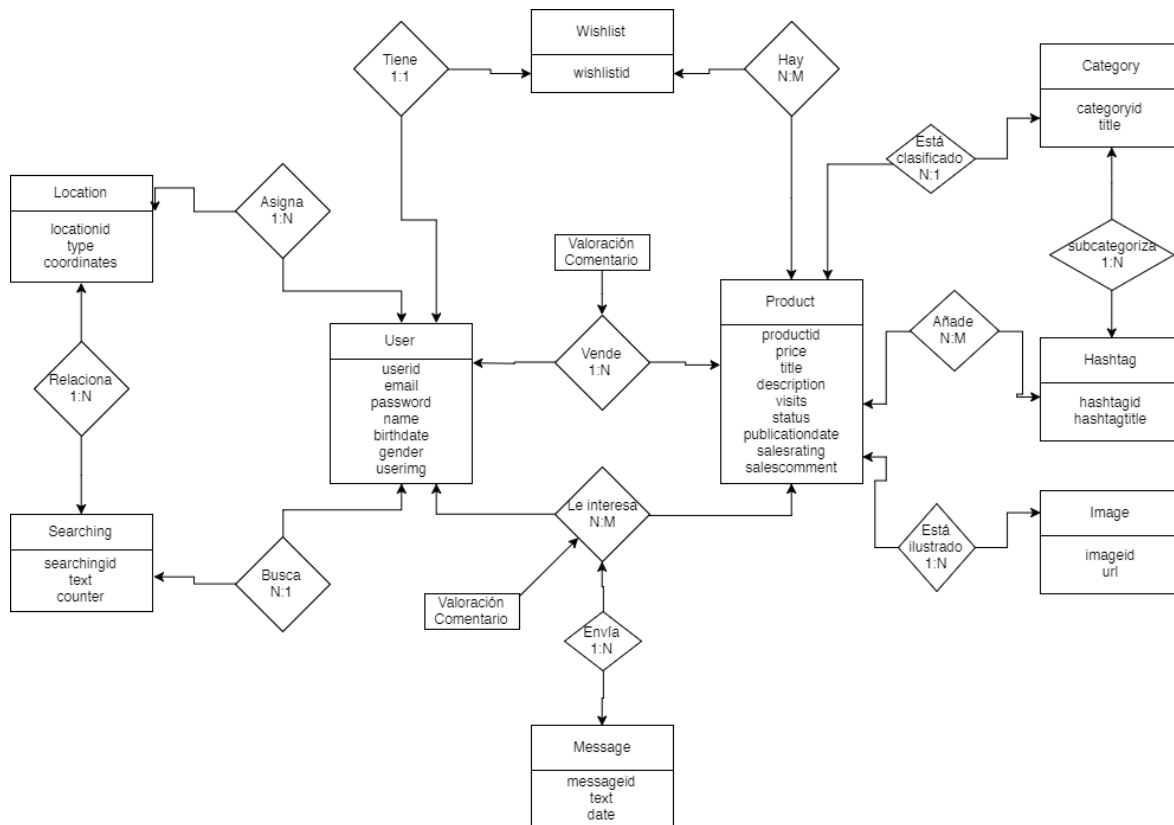 Wishlist
wishlistid
Tiene
1:1
Hay
N:M
Category
categoryid
title
Está
clasificado
N:1
Location
locationid
type
coordinates
Asigna
1:N
Valoración
Comentario
subcategoriza
1:N
Product
productid
price
title
description
visits
status
publicationdate
salesrating
salescomment
Añade
N:M
User
userid
email
password
name
birthdate
gender
userimg
Vende
1:N
Hashtag
hashtagid
hashtagtitle
Relaciona
1:N
Le interesa
N:M
Está
ilustrado
1:N
Image
imageid
url
Searching
searchingid
text
counter
Busca
N:1
Valoración
Comentario
Envía
1:N
Message
messageid
text
date